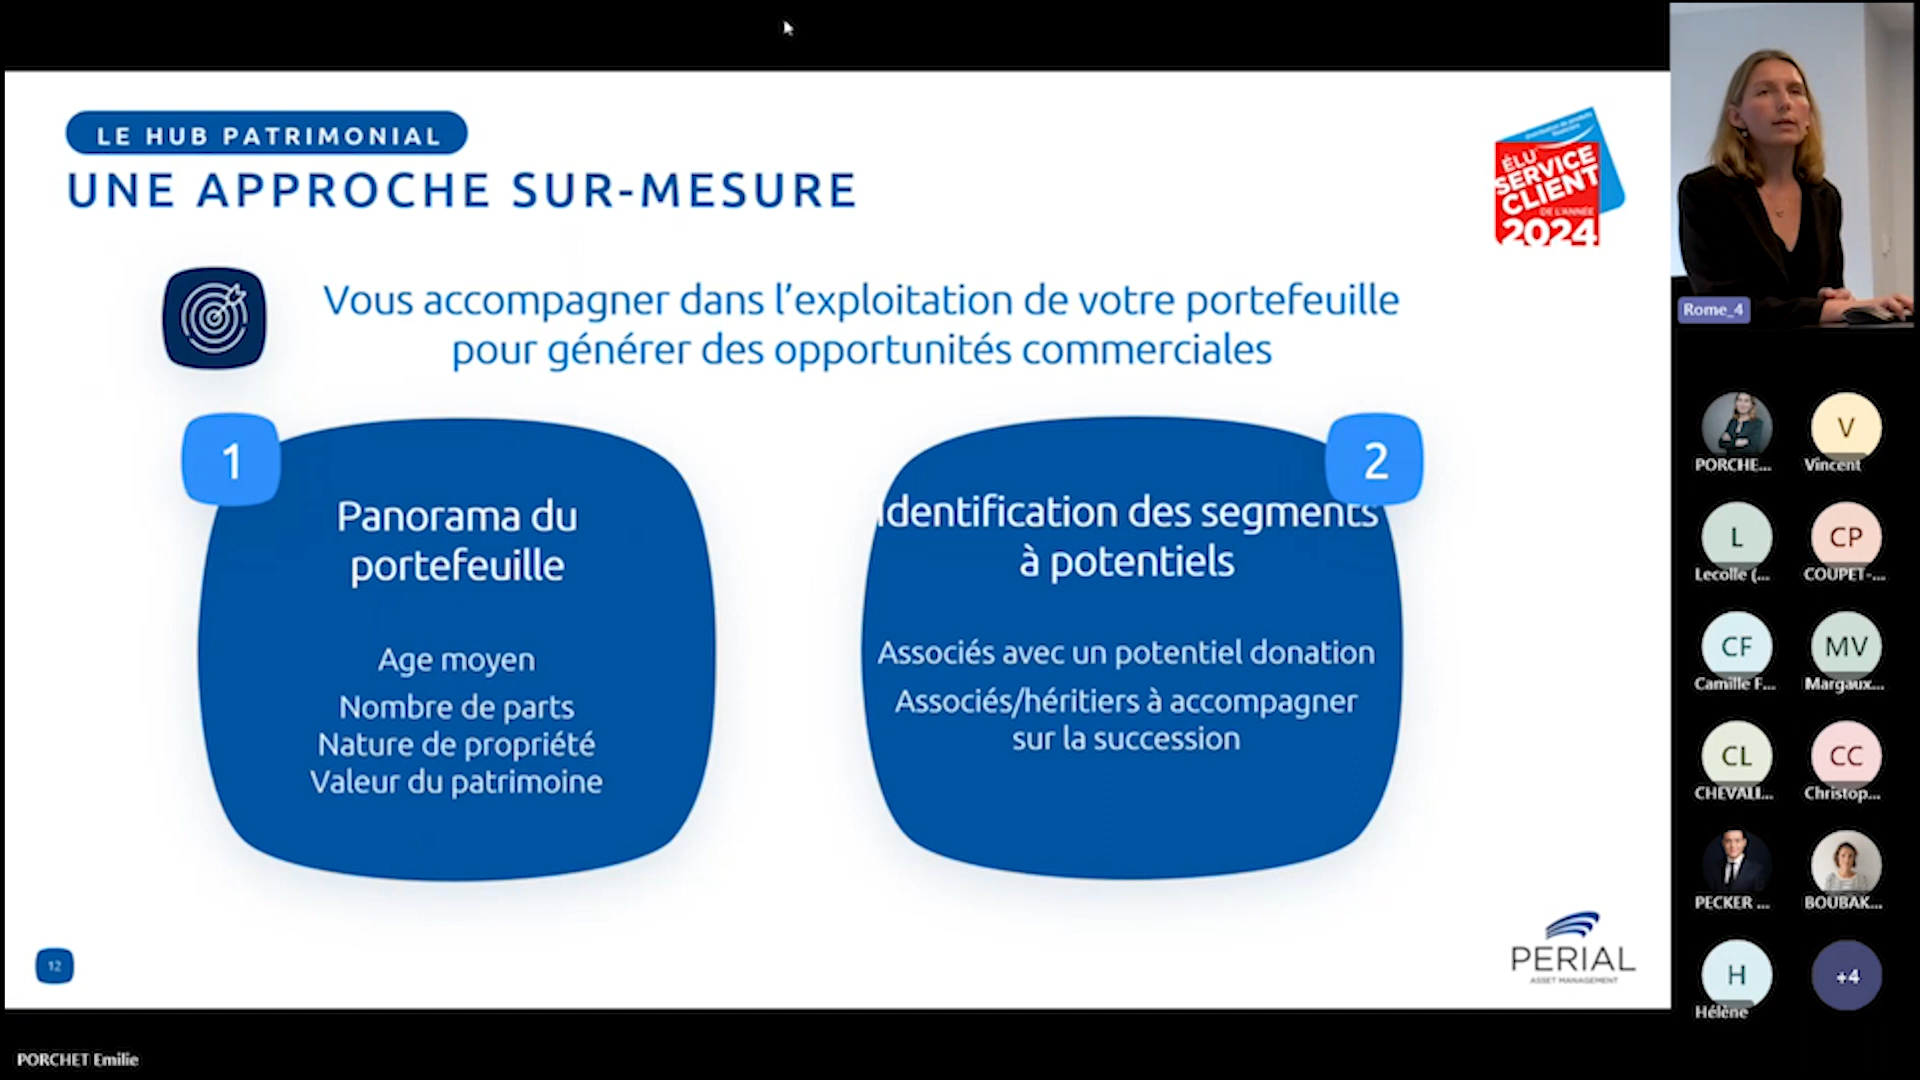 LE HUB PATRIMONIAL
UNE APPROCHE SUR-MESURE
ÉLU
SERVICE
CLIENT
DE L'ANNÉE
2024
Vous accompagner dans l'exploitation de votre portefeuille
pour générer des opportunités commerciales
1
Panorama du
portefeuille
Age moyen
Nombre de parts
Nature de propriété
Valeur du patrimoine
2
Identification des segments
à potentiels
Associés avec un potentiel donation
Associés/héritiers à accompagner
sur la succession
12
PERIAL
ASSET MANAGEMENT
Rome_4
PORCHE...
V
Vincent
L
Lecolle (...
CP
COUPET-...
CF
Camille F...
MV
Margaux...
CL
CHEVALI...
CC
Christop...
PECKER ...
BOUBAK...
H
Hélène
+4
PORCHET Emilie